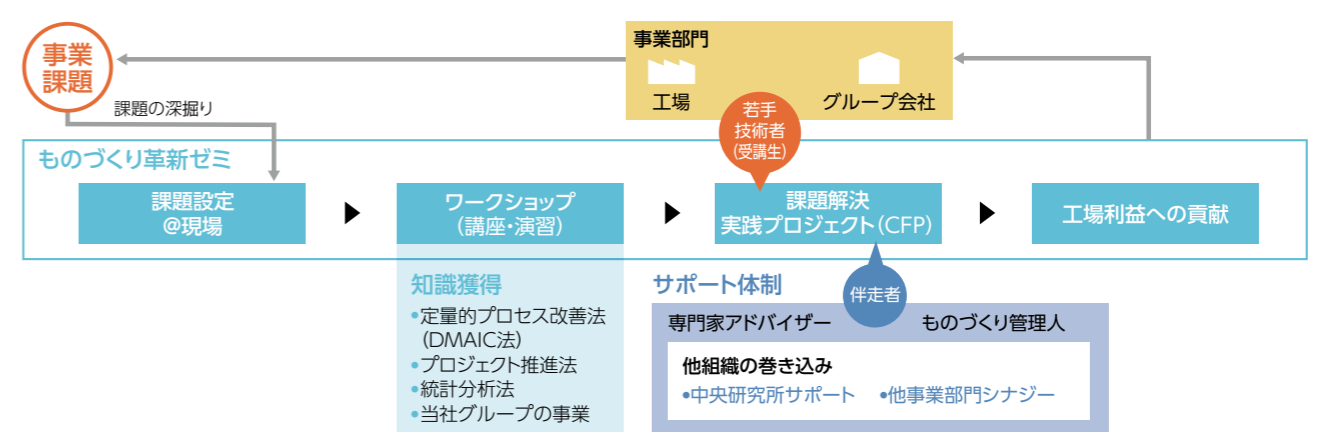 事業
課題
課題の深掘り
事業部門
工場
グループ会社
若手
技術者
(受講生)
ものづくり革新ゼミ
課題設定
@現場
ワークショップ
(講座・演習)
課題解決
実践プロジェクト(CFP)
工場利益への貢献
知識獲得
•定量的プロセス改善法
(DMAIC法)
•プロジェクト推進法
•統計分析法
•当社グループの事業
サポート体制
伴走者
専門家アドバイザー
ものづくり管理人
他組織の巻き込み
•中央研究所サポート
•他事業部門シナジー